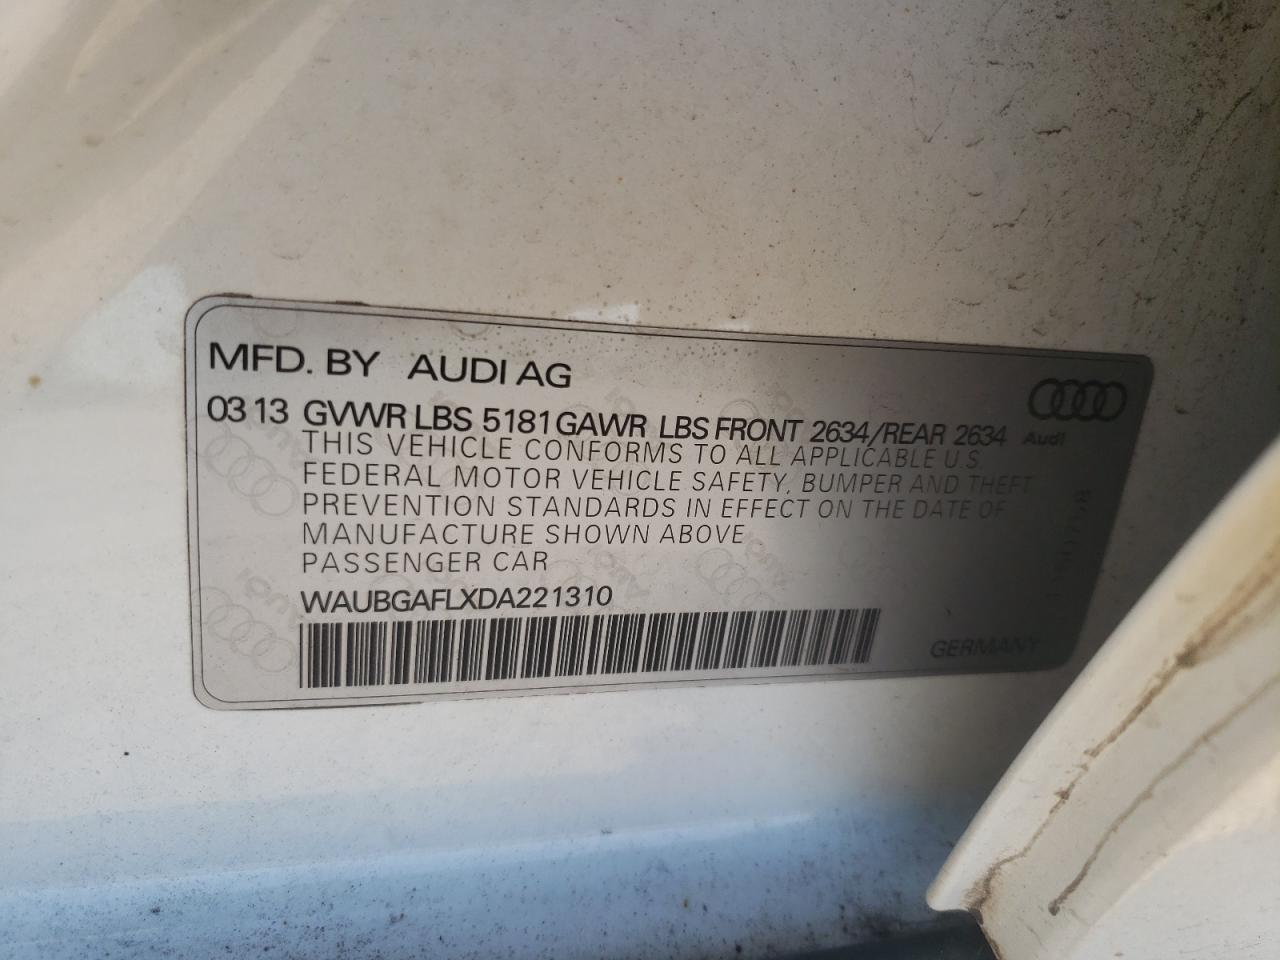 MFD. BY AUDI AG
03 13 GVWR LBS 5181 GAWR LBS FRONT 2634/REAR 2634
Audi
THIS VEHICLE CONFORMS TO ALL APPLICABLE U.S.
FEDERAL MOTOR VEHICLE SAFETY, BUMPER AND THEFT
PREVENTION STANDARDS IN EFFECT ON THE DATE OF
MANUFACTURE SHOWN ABOVE
PASSENGER CAR
WAUBGAFLXDA221310
GERMANY